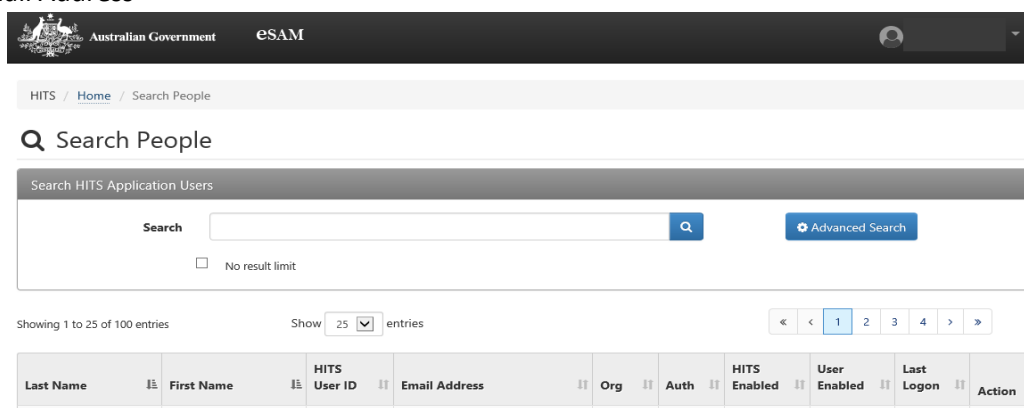 Australian Government eSAM
HITS / Home / Search People
Search People
Search HITS Application Users
Search Advanced Search
No result limit
Showing 1 to 25 of 100 entries Show 25 entries « ‹ 1 2 3 4 › »
Last Name First Name HITS User ID Email Address Org Auth HITS Enabled User Enabled Last Logon Action